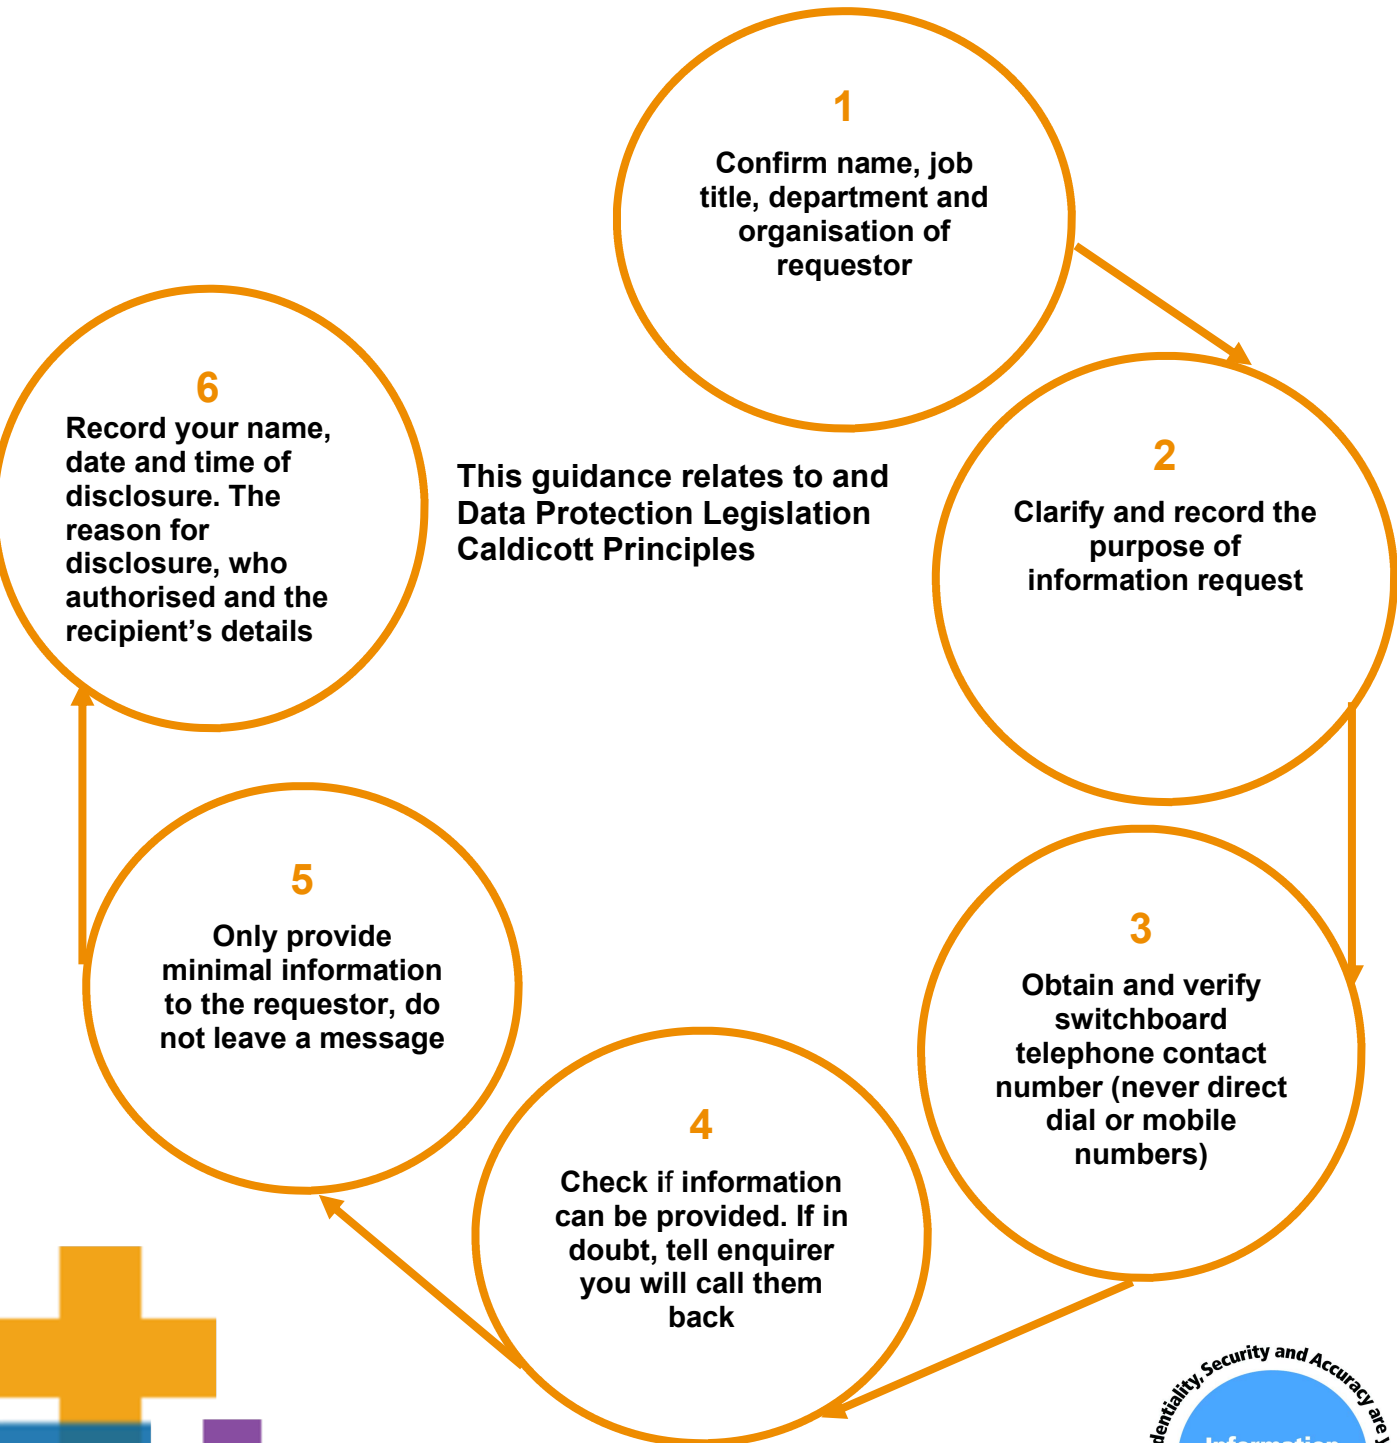 1
Confirm name, job
title, department and
organisation of
requestor
2
Clarify and record the
purpose of
information request
3
Obtain and verify
switchboard
telephone contact
number (never direct
dial or mobile
numbers)
4
Check if information
can be provided. If in
doubt, tell enquirer
you will call them
back
5
Only provide
minimal information
to the requestor, do
not leave a message
6
Record your name,
date and time of
disclosure. The
reason for
disclosure, who
authorised and the
recipient’s details
This guidance relates to and
Data Protection Legislation
Caldicott Principles
Security and Accuracy are
Information